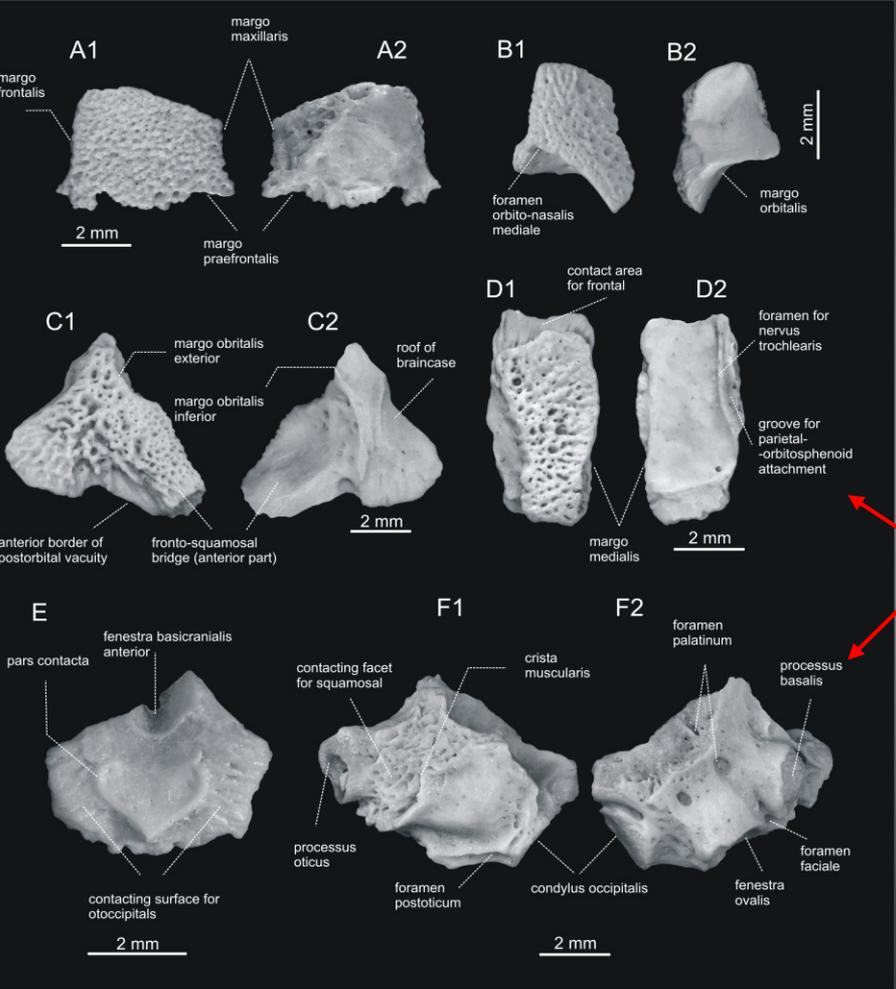 margo
maxillaris
A1
A2
B1
B2
margo
frontalis
2 mm
foramen
orbito-nasalis
mediale
margo
orbitalis
2 mm
margo
praefrontalis
contact area
for frontal
D1
D2
C1
C2
margo obritalis
exterior
roof of
braincase
foramen for
nervus
trochlearis
margo obritalis
inferior
groove for
parietal-
-orbitosphenoid
attachment
2 mm
anterior border of
postorbital vacuity
fronto-squamosal
bridge (anterior part)
margo
medialis
2 mm
E
F1
F2
fenestra basicranialis
anterior
pars contacta
foramen
palatinum
contacting facet
for squamosal
crista
muscularis
processus
basalis
processus
oticus
foramen
postoticum
condylus occipitalis
foramen
faciale
fenestra
ovalis
contacting surface for
otoccipitals
2 mm
2 mm